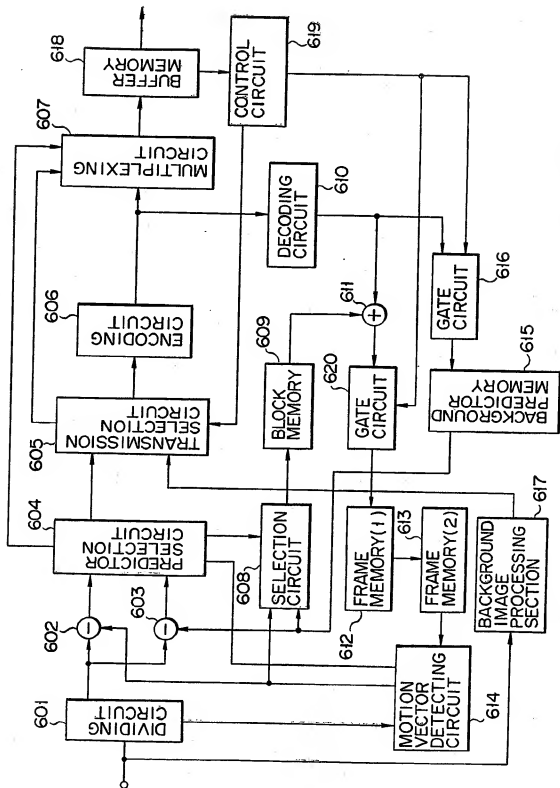 601
DIVIDING
CIRCUIT
602
−
603
−
604
PREDICTOR
SELECTION
CIRCUIT
605
TRANSMISSION
SELECTION
CIRCUIT
606
ENCODING
CIRCUIT
607
MULTIPLEXING
CIRCUIT
618
BUFFER
MEMORY
619
CONTROL
CIRCUIT
608
SELECTION
CIRCUIT
609
BLOCK
MEMORY
610
DECODING
CIRCUIT
611
+
620
GATE
CIRCUIT
612
FRAME
MEMORY(1)
613
FRAME
MEMORY(2)
614
MOTION
VECTOR
DETECTING
CIRCUIT
616
GATE
CIRCUIT
615
BACKGROUND
PREDICTOR
MEMORY
617
BACKGROUND
IMAGE
PROCESSING
SECTION